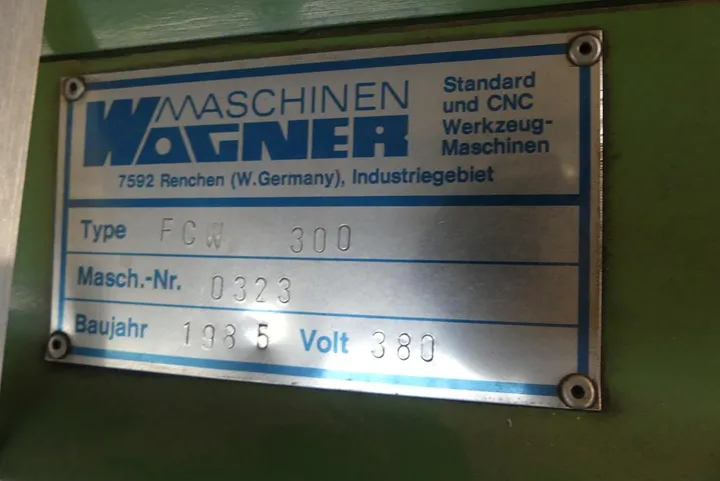 MASCHINEN
WAGNER
Standard
und CNC
Werkzeug-
Maschinen
7592 Renchen (W.Germany), Industriegebiet
Type FCW 300
Masch.-Nr. 0323
Baujahr 1985 Volt 380